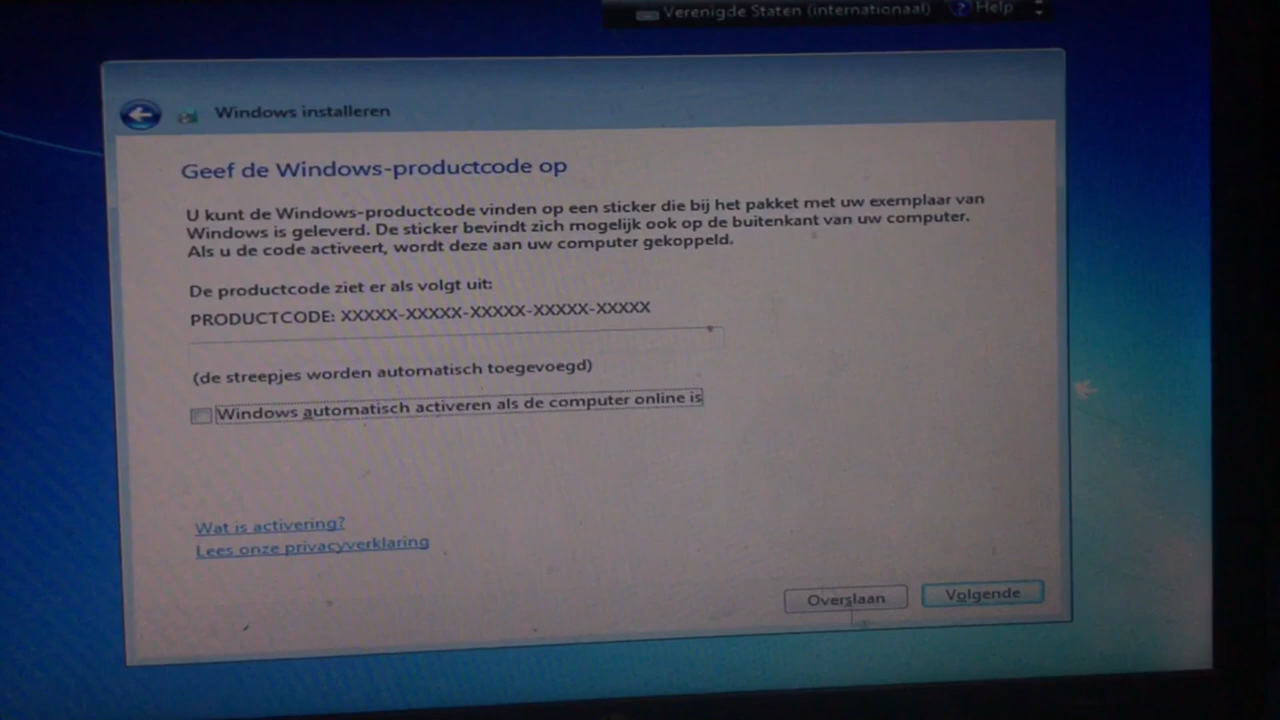 Verenigde Staten (internationaal) Help
Windows installeren
Geef de Windows-productcode op
U kunt de Windows-productcode vinden op een sticker die bij het pakket met uw exemplaar van
Windows is geleverd. De sticker bevindt zich mogelijk ook op de buitenkant van uw computer.
Als u de code activeert, wordt deze aan uw computer gekoppeld.
De productcode ziet er als volgt uit:
PRODUCTCODE: XXXXX-XXXXX-XXXXX-XXXXX-XXXXX
(de streepjes worden automatisch toegevoegd)
Windows automatisch activeren als de computer online is
Wat is activering?
Lees onze privacyverklaring
Overslaan Volgende